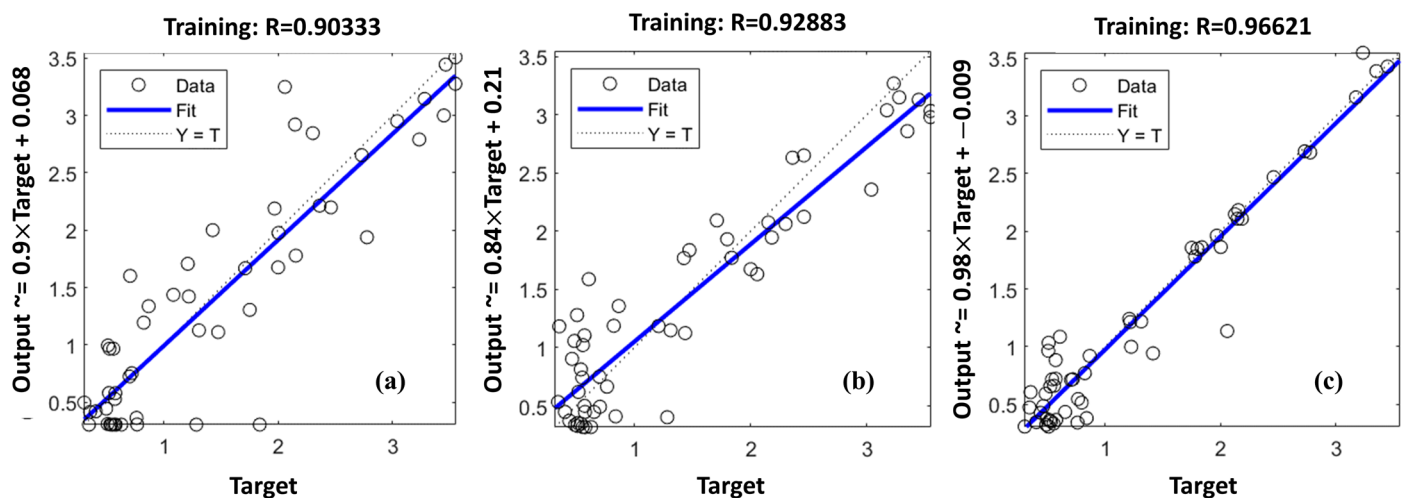 Training: R=0.90333
Output ~= 0.9×Target + 0.068
3.5
3
2.5
2
1.5
1
0.5
Data
Fit
Y = T
(a)
1
2
3
Target
Training: R=0.92883
Output ~= 0.84×Target + 0.21
3.5
3
2.5
2
1.5
1
0.5
Data
Fit
Y = T
(b)
1
2
3
Target
Training: R=0.96621
Output ~= 0.98×Target + −0.009
3.5
3
2.5
2
1.5
1
0.5
Data
Fit
Y = T
(c)
1
2
3
Target